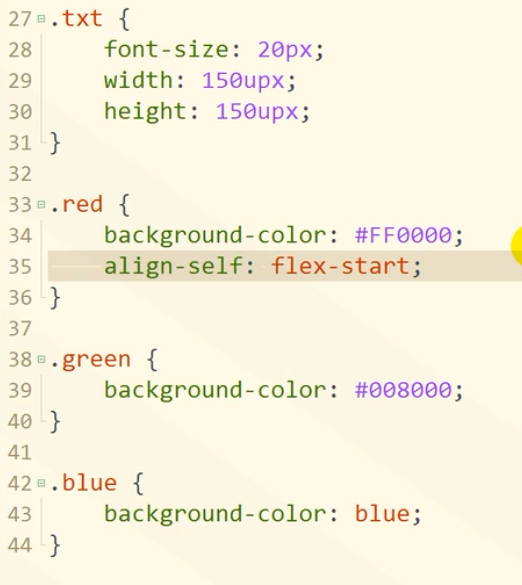 27 .txt {
28 font-size: 20px;
29 width: 150upx;
30 height: 150upx;
31 }
32
33 .red {
34 background-color: #FF0000;
35 align-self: flex-start;
36 }
37
38 .green {
39 background-color: #008000;
40 }
41
42 .blue {
43 background-color: blue;
44 }